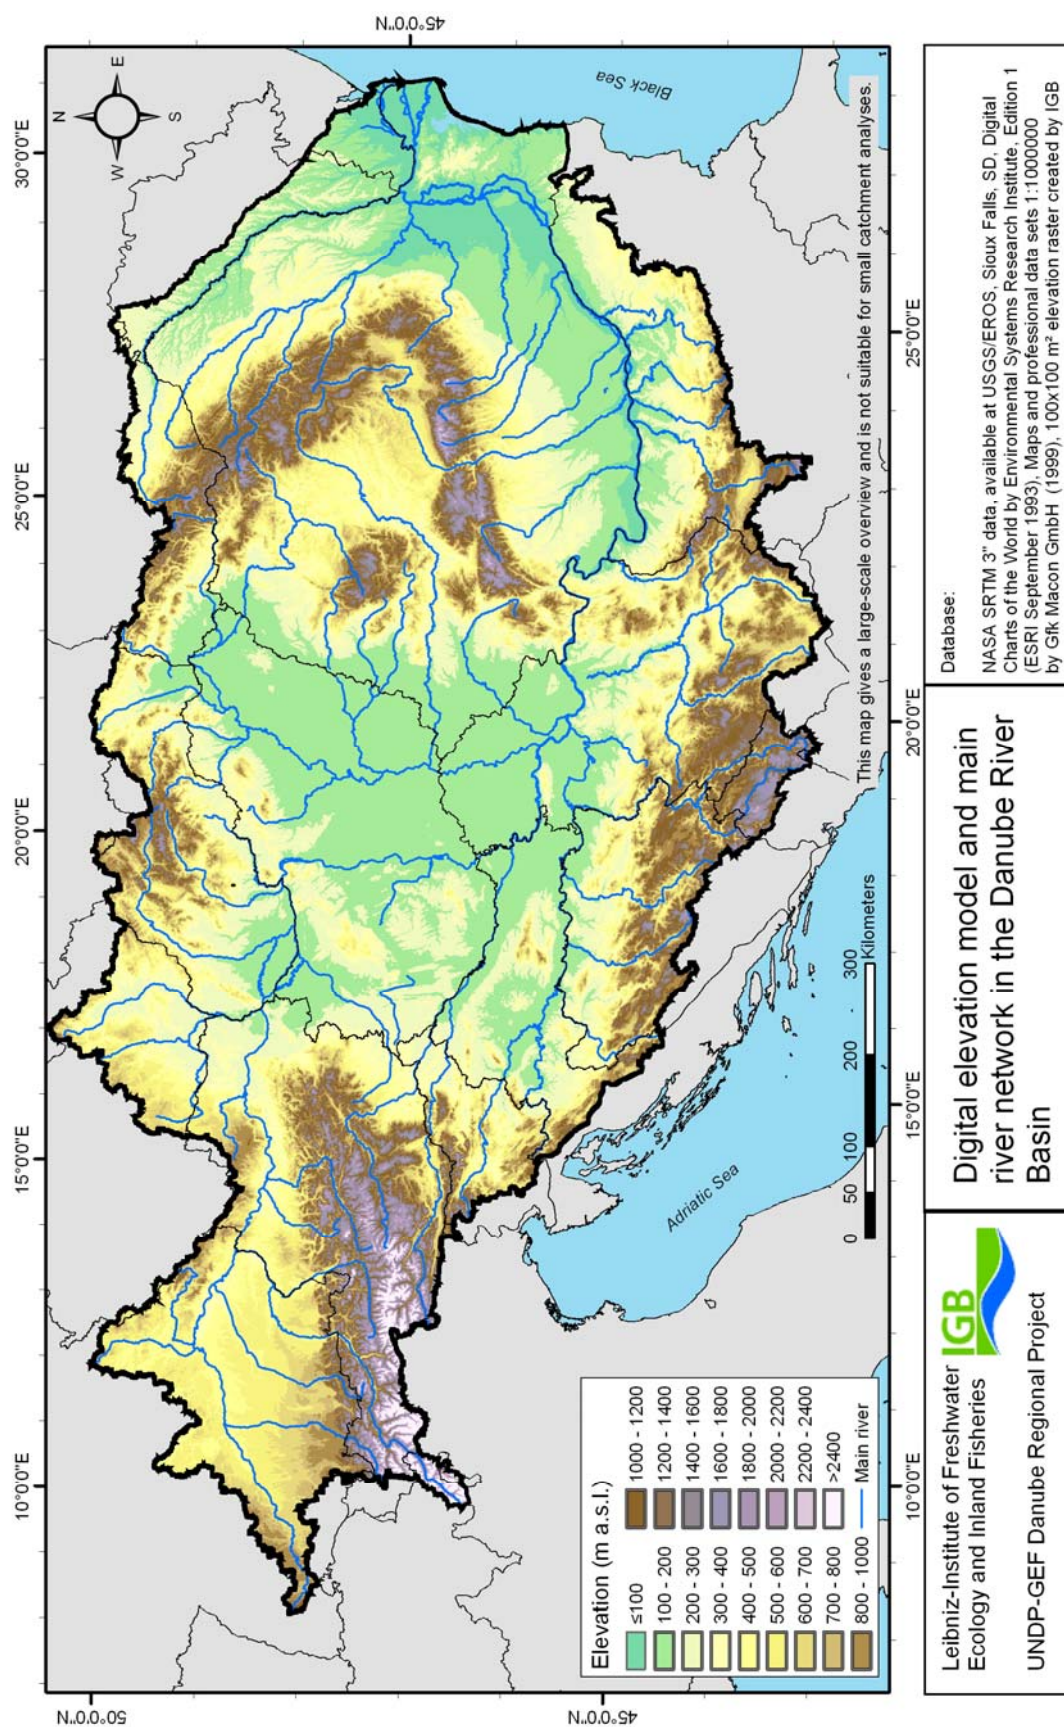 10°0'0"E
15°0'0"E
20°0'0"E
25°0'0"E
30°0'0"E
50°0'0"N
45°0'0"N
45°0'0"N
N
W
E
S
Black Sea
Adriatic Sea
This map gives a large-scale overview and is not suitable for small catchment analyses.
Elevation (m a.s.l.)
≤100
100 - 200
200 - 300
300 - 400
400 - 500
500 - 600
600 - 700
700 - 800
800 - 1000
1000 - 1200
1200 - 1400
1400 - 1600
1600 - 1800
1800 - 2000
2000 - 2200
2200 - 2400
>2400
Main river
0 50 100 200 300
Kilometers
10°0'0"E
15°0'0"E
20°0'0"E
25°0'0"E
Leibniz-Institute of Freshwater
Ecology and Inland Fisheries
IGB
UNDP-GEF Danube Regional Project
Digital elevation model and main
river network in the Danube River
Basin
Database:
NASA SRTM 3" data, available at USGS/EROS, Sioux Falls, SD, Digital
Charts of the World by Environmental Systems Research Institute, Edition 1
(ESRI September 1993), Maps and professional data sets 1:1000000
by Gfk Macon GmbH (1999), 100x100 m² elevation raster created by IGB